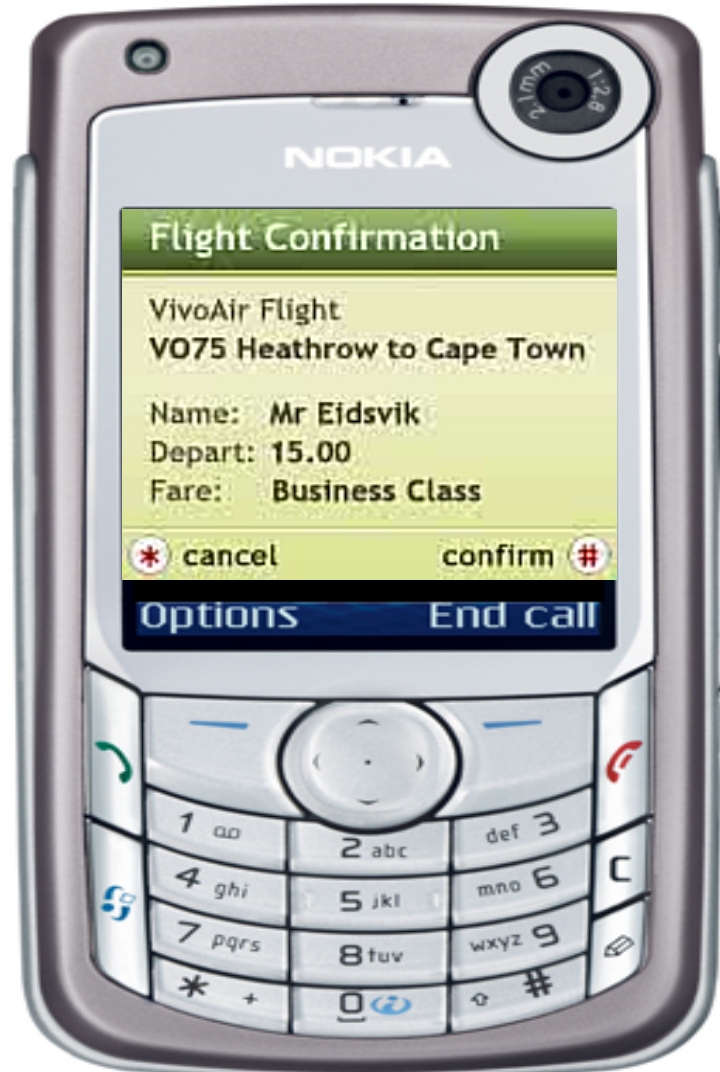 2.1mm 1:2.8
NOKIA
Flight Confirmation
VivoAir Flight
VO75 Heathrow to Cape Town
Name: Mr Eidsvik
Depart: 15.00
Fare: Business Class
* cancel confirm #
Options End call
1
2 abc
def 3
4 ghi
5 jkl
mno 6
C
7 pqrs
8 tuv
wxyz 9
* +
0
#